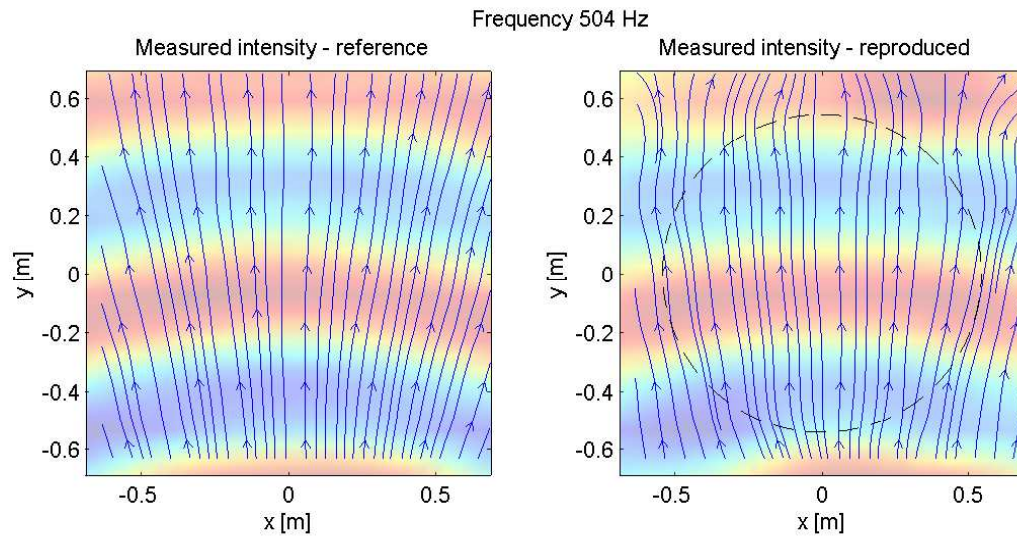 Frequency 504 Hz
Measured intensity - reference
0.6
0.4
0.2
0
-0.2
-0.4
-0.6
y [m]
-0.5
0
0.5
x [m]
Measured intensity - reproduced
0.6
0.4
0.2
0
-0.2
-0.4
-0.6
y [m]
-0.5
0
0.5
x [m]